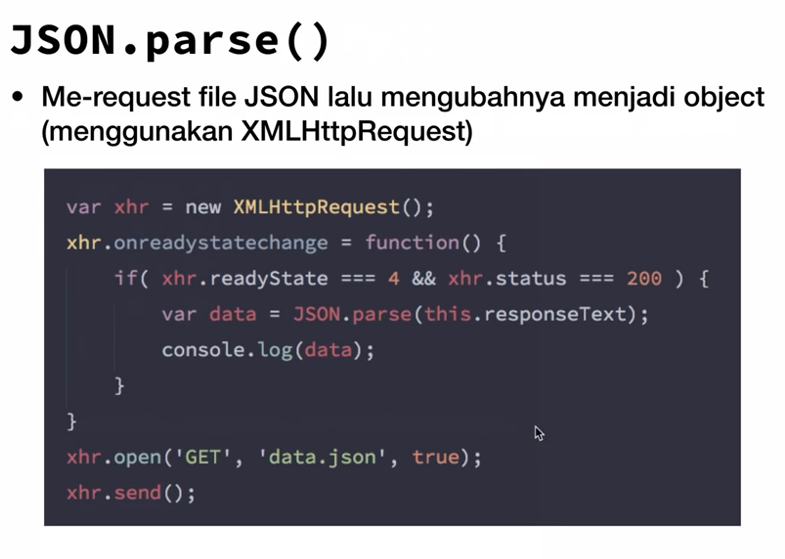 JSON.parse()
• Me-request file JSON lalu mengubahnya menjadi object
(menggunakan XMLHttpRequest)
var xhr = new XMLHttpRequest();
xhr.onreadystatechange = function() {
if( xhr.readyState === 4 && xhr.status === 200 ) {
var data = JSON.parse(this.responseText);
console.log(data);
}
}
xhr.open('GET', 'data.json', true);
xhr.send();